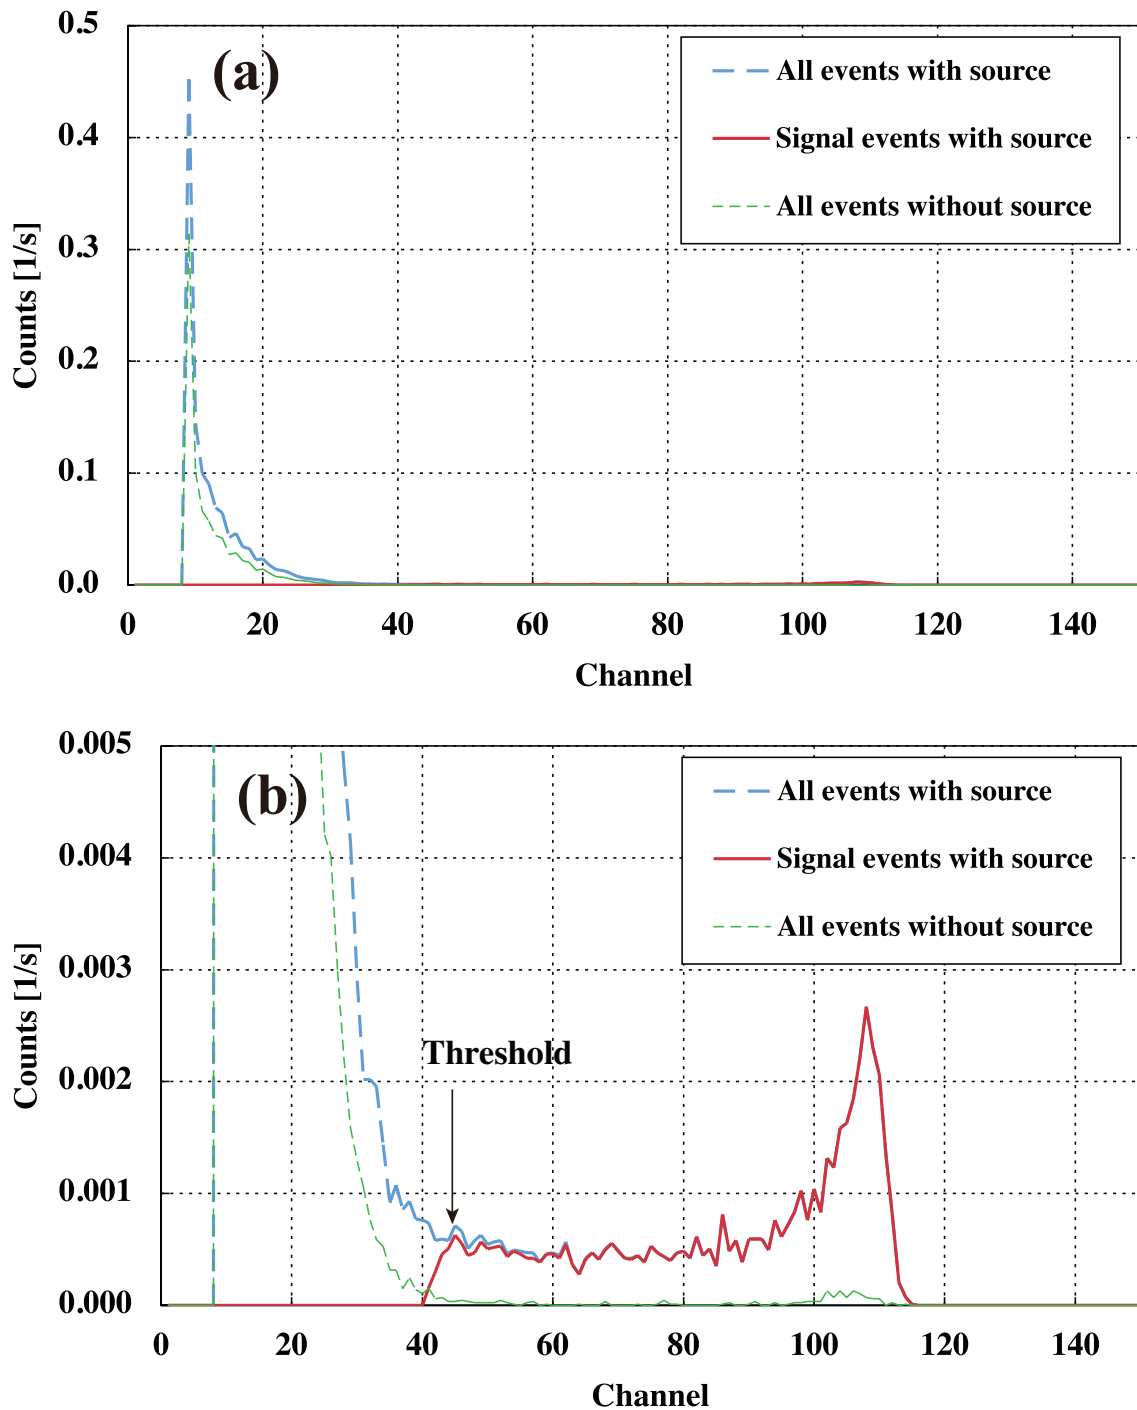 0.5
(a)
All events with source
0.4
Signal events with source
All events without source
0.3
Counts [1/s]
0.2
0.1
0.0
0 20 40 60 80 100 120 140
Channel
0.005
(b)
All events with source
0.004
Signal events with source
All events without source
0.003
Counts [1/s]
Threshold
0.002
0.001
0.000
0 20 40 60 80 100 120 140
Channel